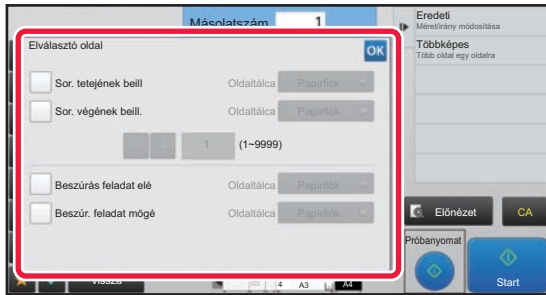 Másolatszám 1
Elválasztó oldal
OK
Sor. tetejének beill Oldaltálca Papírfiók
Sor. végének beill. Oldaltálca Papírfiók
1 (1~9999)
Beszúrás feladat elé Oldaltálca Papírfiók
Beszúr. feladat mögé Oldaltálca Papírfiók
Vissza
4 A3 A4
Eredeti
Méret/irány módosítása
Többképes
Több oldal egy oldalra
Előnézet
CA
Próbanyomat
Start